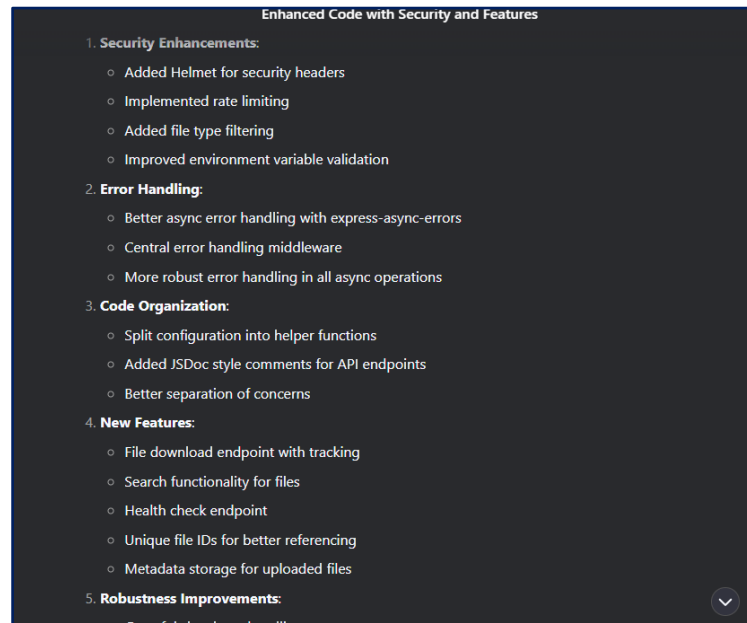 Enhanced Code with Security and Features
1. Security Enhancements:
Added Helmet for security headers
Implemented rate limiting
Added file type filtering
Improved environment variable validation
2. Error Handling:
Better async error handling with express-async-errors
Central error handling middleware
More robust error handling in all async operations
3. Code Organization:
Split configuration into helper functions
Added JSDoc style comments for API endpoints
Better separation of concerns
4. New Features:
File download endpoint with tracking
Search functionality for files
Health check endpoint
Unique file IDs for better referencing
Metadata storage for uploaded files
5. Robustness Improvements: